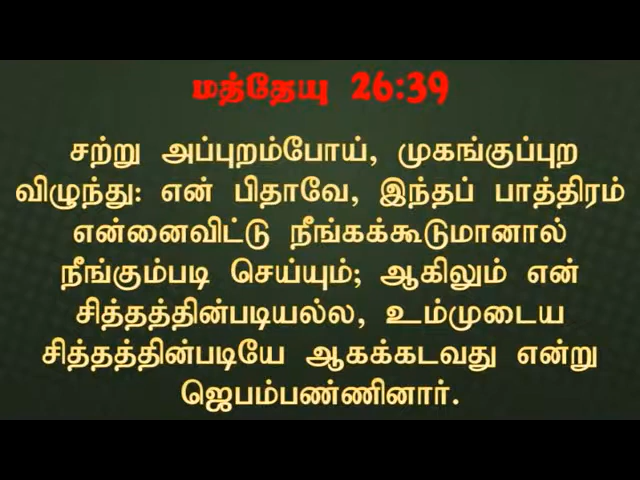 மத்தேயு 26:39
சற்று அப்புறம்போய், முகங்குப்புற
விழுந்து: என் பிதாவே, இந்தப் பாத்திரம்
என்னைவிட்டு நீங்கக்கூடுமானால்
நீங்கும்படி செய்யும்; ஆகிலும் என்
சித்தத்தின்படியல்ல, உம்முடைய
சித்தத்தின்படியே ஆகக்கடவது என்று
ஜெபம்பண்ணினார்.